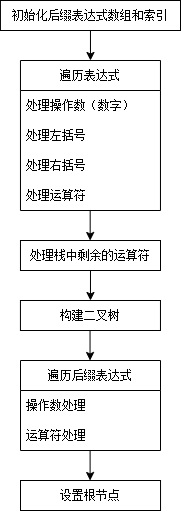 初始化后缀表达式数组和索引
遍历表达式
处理操作数（数字）
处理左括号
处理右括号
处理运算符
处理栈中剩余的运算符
构建二叉树
遍历后缀表达式
操作数处理
运算符处理
设置根节点